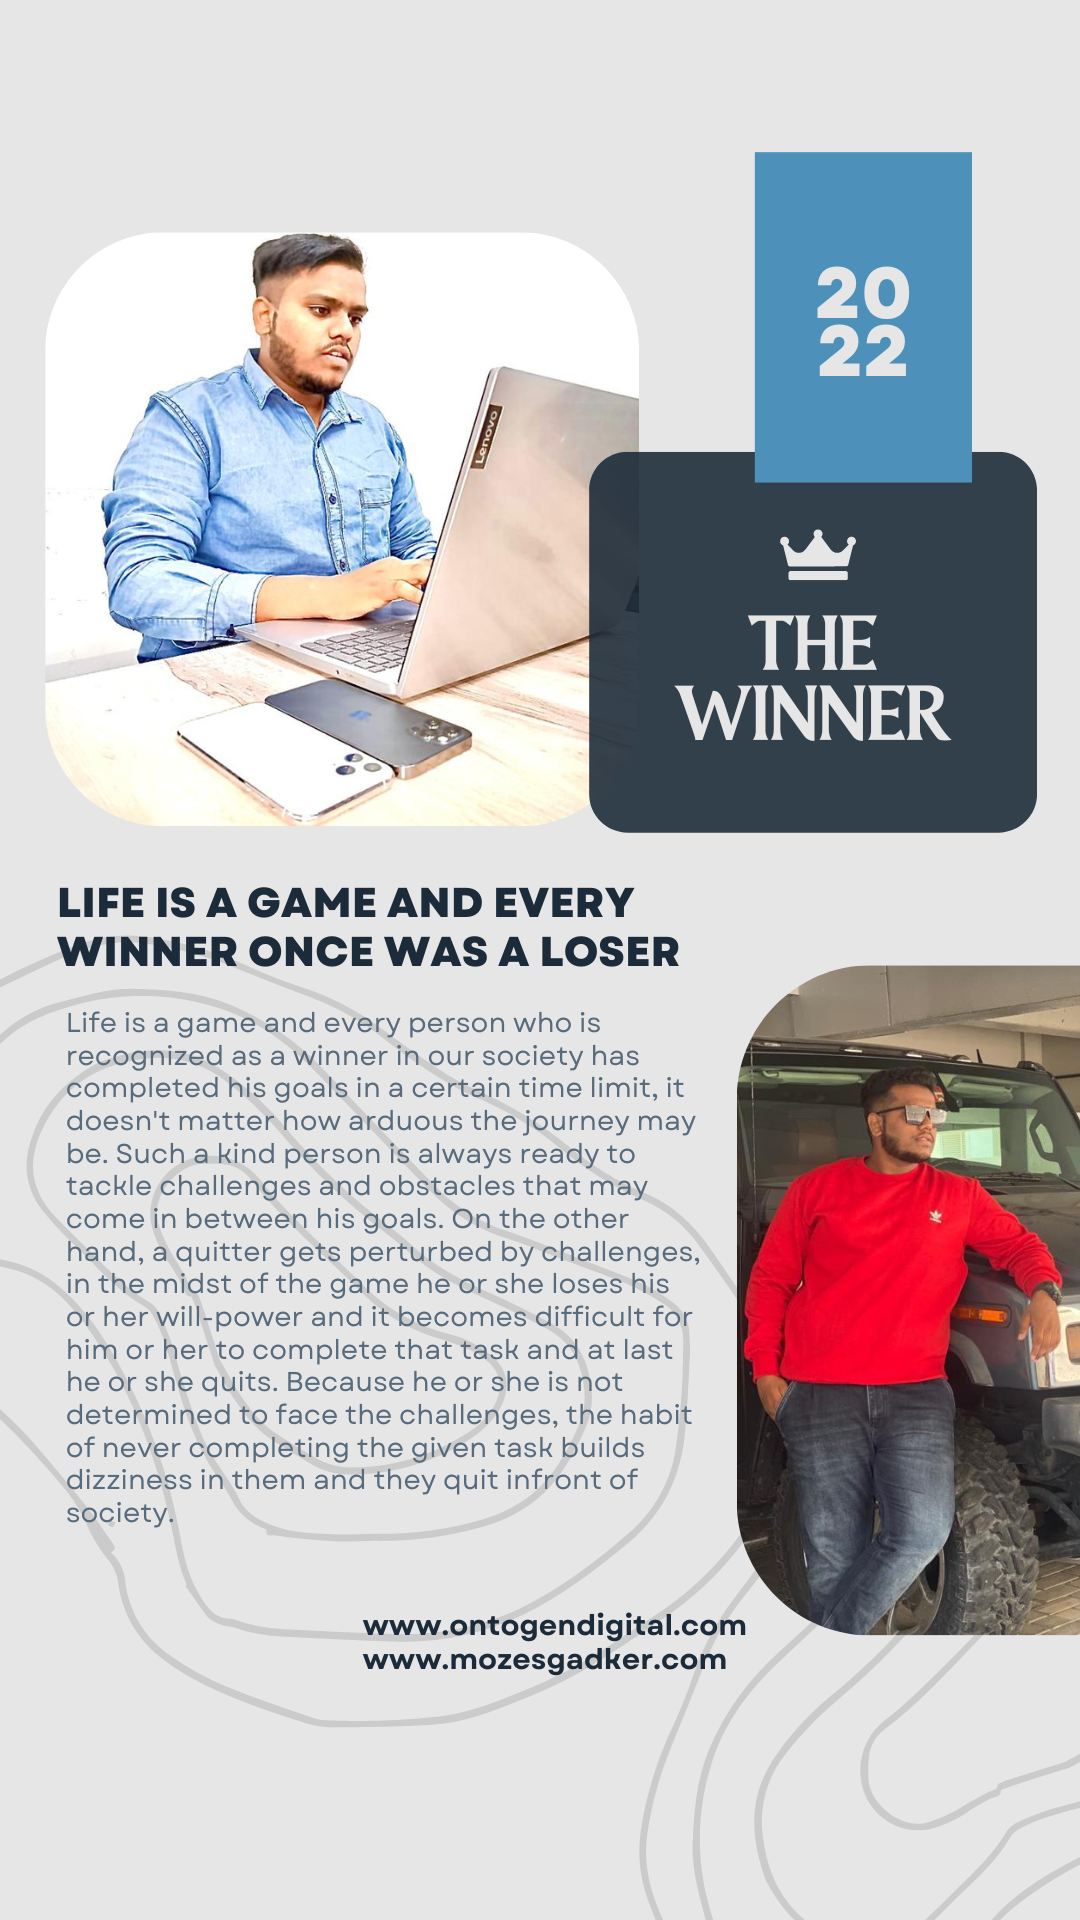 20
22
Lenovo
THE
WINNER
LIFE IS A GAME AND EVERY
WINNER ONCE WAS A LOSER
Life is a game and every person who is
recognized as a winner in our society has
completed his goals in a certain time limit, it
doesn't matter how arduous the journey may
be. Such a kind person is always ready to
tackle challenges and obstacles that may
come in between his goals. On the other
hand, a quitter gets perturbed by challenges,
in the midst of the game he or she loses his
or her will-power and it becomes difficult for
him or her to complete that task and at last
he or she quits. Because he or she is not
determined to face the challenges, the habit
of never completing the given task builds
dizziness in them and they quit infront of
society.
www.ontogendigital.com
www.mozesgadker.com